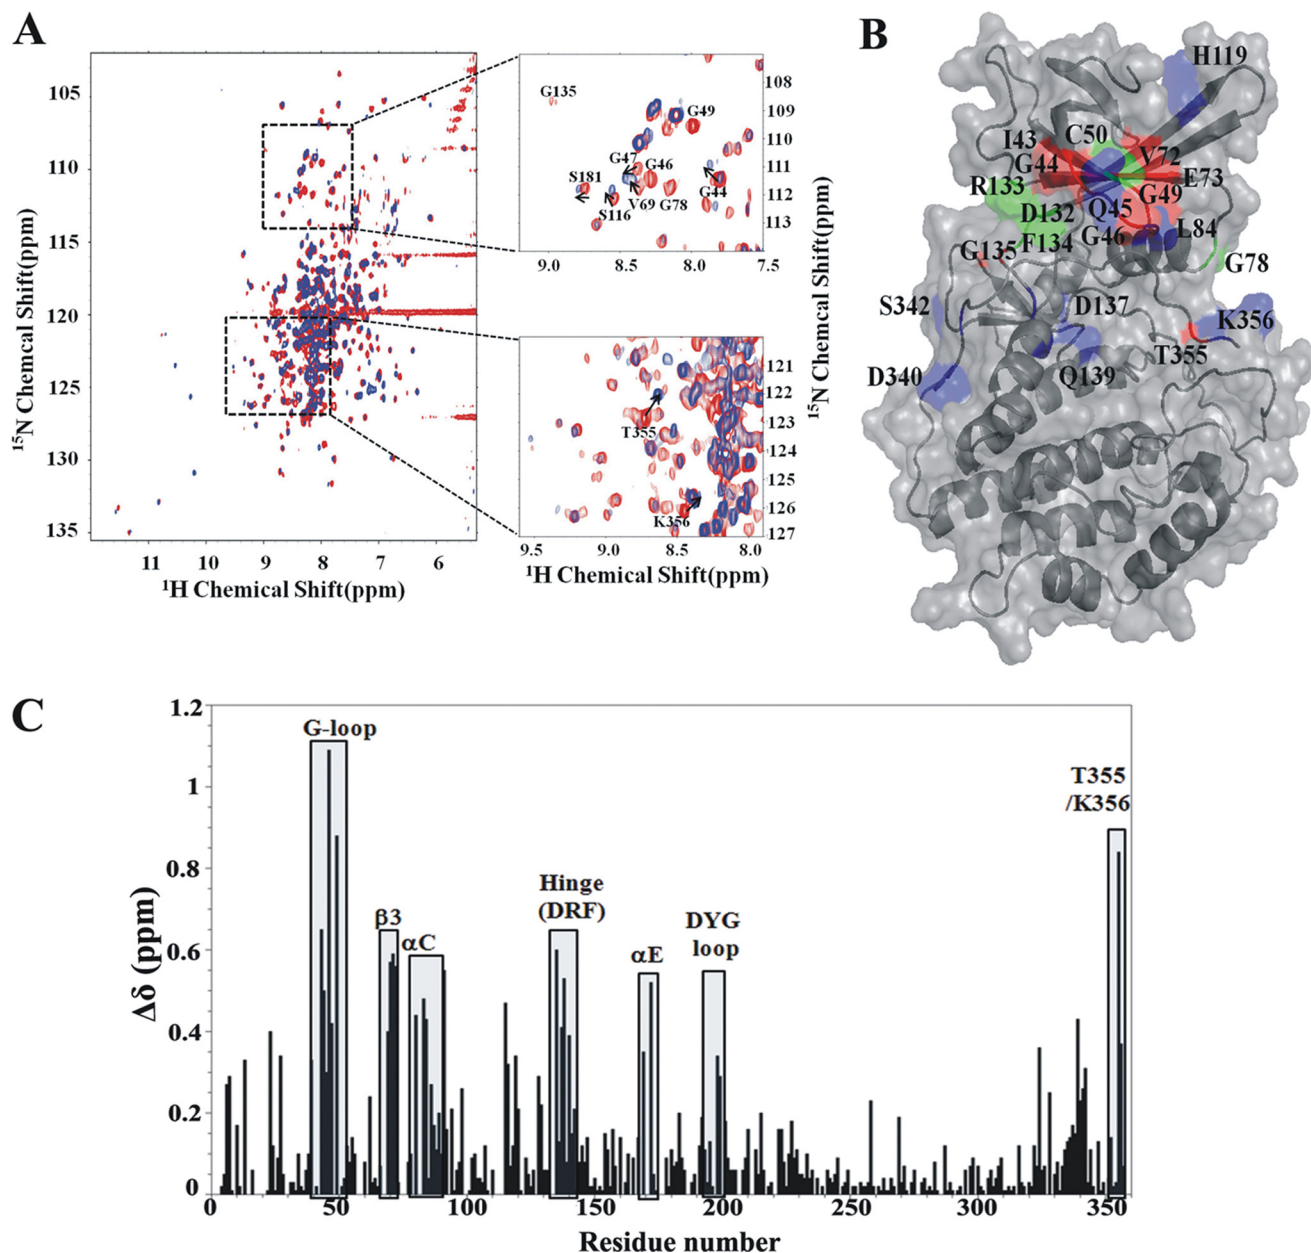 A
105
110
115
120
125
130
135
11
10
9
8
7
6
¹⁵N Chemcal Shift(ppm)
¹H Chemical Shift(ppm)
G135
G49
G47
G46
S181
G44
S116
V69
G78
108
109
110
111
112
113
9.0
8.5
8.0
7.5
¹⁵N Chemical Shift(ppm)
T355
K356
121
122
123
124
125
126
127
9.5
9.0
8.5
8.0
¹H Chemical Shift(ppm)
B
H119
I43
C50
V72
G44
E73
R133
G49
D132
Q45
L84
F134
G46
G135
G78
S342
D137
K356
T355
D340
Q139
C
1.2
1
0.8
0.6
0.4
0.2
0
Δδ (ppm)
G-loop
β3
αC
Hinge
(DRF)
αE
DYG
loop
T355
/K356
0
50
100
150
200
250
300
350
Residue number